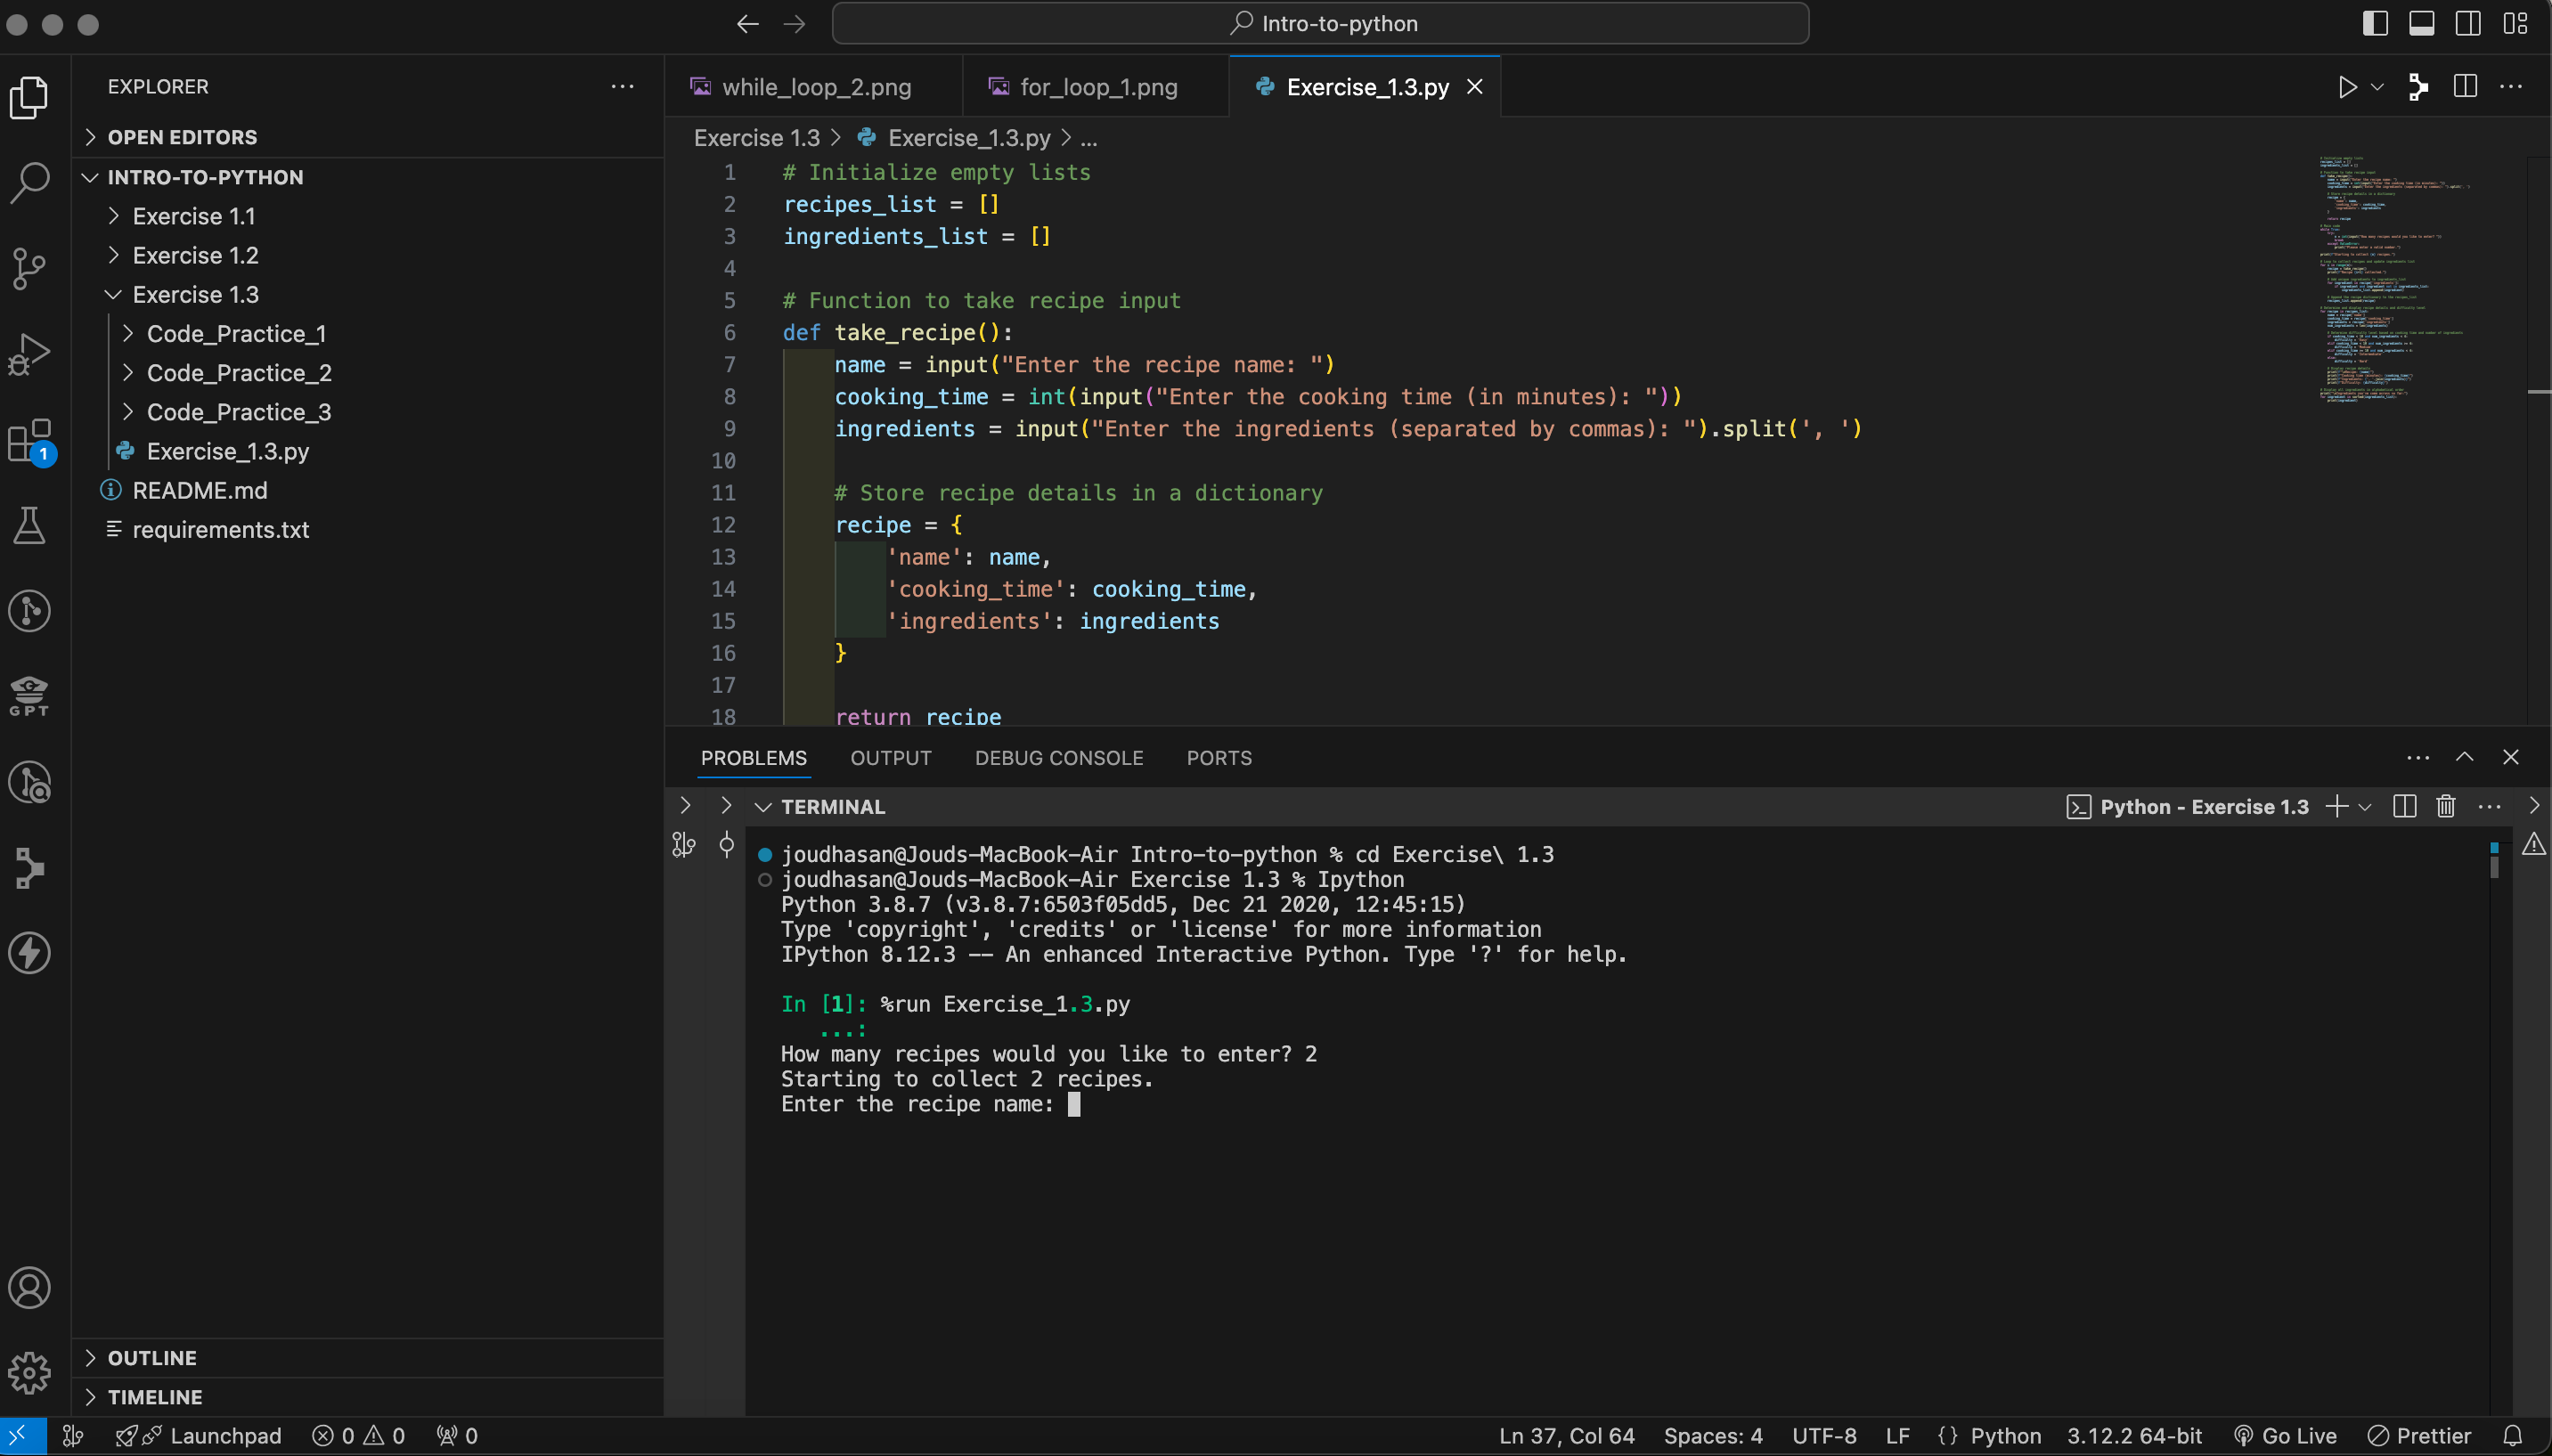 Intro-to-python
EXPLORER
OPEN EDITORS
INTRO-TO-PYTHON
Exercise 1.1
Exercise 1.2
Exercise 1.3
Code_Practice_1
Code_Practice_2
Code_Practice_3
Exercise_1.3.py
README.md
requirements.txt
1
GPT
OUTLINE
TIMELINE
while_loop_2.png
for_loop_1.png
Exercise_1.3.py
Exercise 1.3 > Exercise_1.3.py > ...
1 # Initialize empty lists
2 recipes_list = []
3 ingredients_list = []
4
5 # Function to take recipe input
6 def take_recipe():
7 name = input("Enter the recipe name: ")
8 cooking_time = int(input("Enter the cooking time (in minutes): "))
9 ingredients = input("Enter the ingredients (separated by commas): ").split(', ')
10
11 # Store recipe details in a dictionary
12 recipe = {
13 'name': name,
14 'cooking_time': cooking_time,
15 'ingredients': ingredients
16 }
17
18 return recipe
PROBLEMS OUTPUT DEBUG CONSOLE PORTS
TERMINAL
Python - Exercise 1.3
joudhasan@Jouds-MacBook-Air Intro-to-python % cd Exercise\ 1.3
joudhasan@Jouds-MacBook-Air Exercise 1.3 % Ipython
Python 3.8.7 (v3.8.7:6503f05dd5, Dec 21 2020, 12:45:15)
Type 'copyright', 'credits' or 'license' for more information
IPython 8.12.3 -- An enhanced Interactive Python. Type '?' for help.
In [1]: %run Exercise_1.3.py
...:
How many recipes would you like to enter? 2
Starting to collect 2 recipes.
Enter the recipe name:
Launchpad 0 0 0
Ln 37, Col 64 Spaces: 4 UTF-8 LF {} Python 3.12.2 64-bit Go Live Prettier